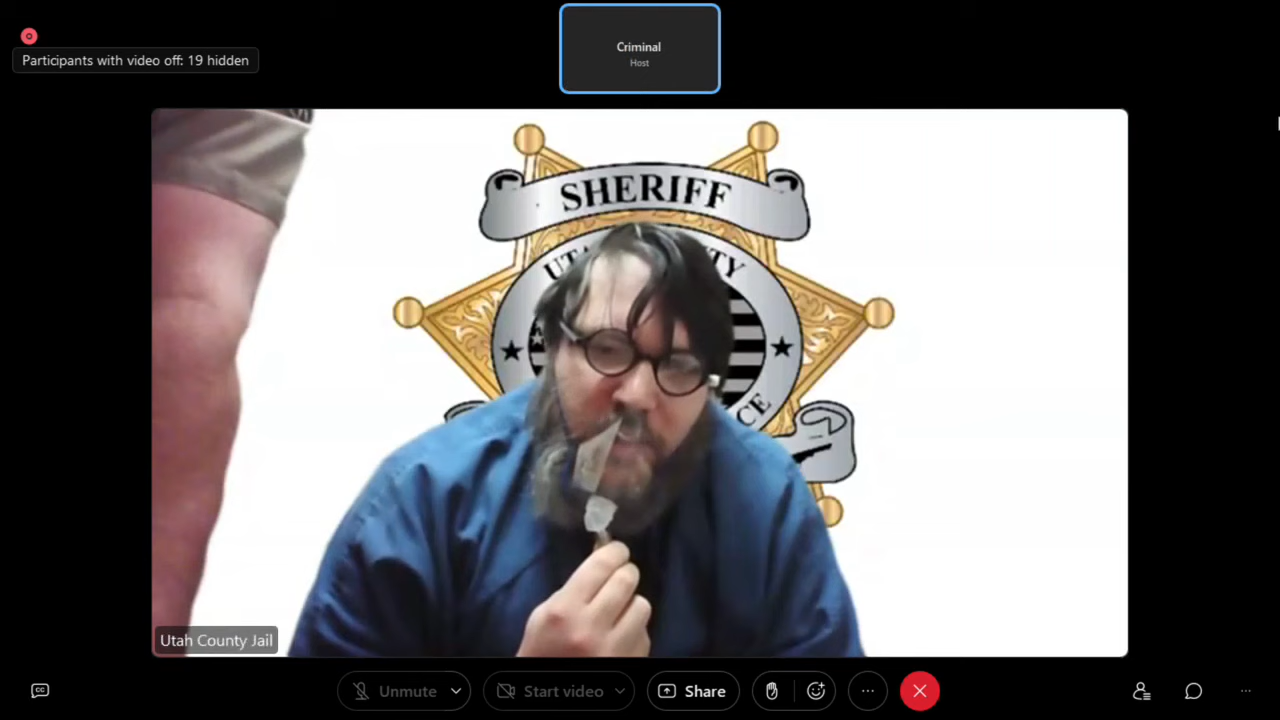 Criminal
Host
Participants with video off: 19 hidden
SHERIFF
Utah County Jail
Unmute
Start video
Share